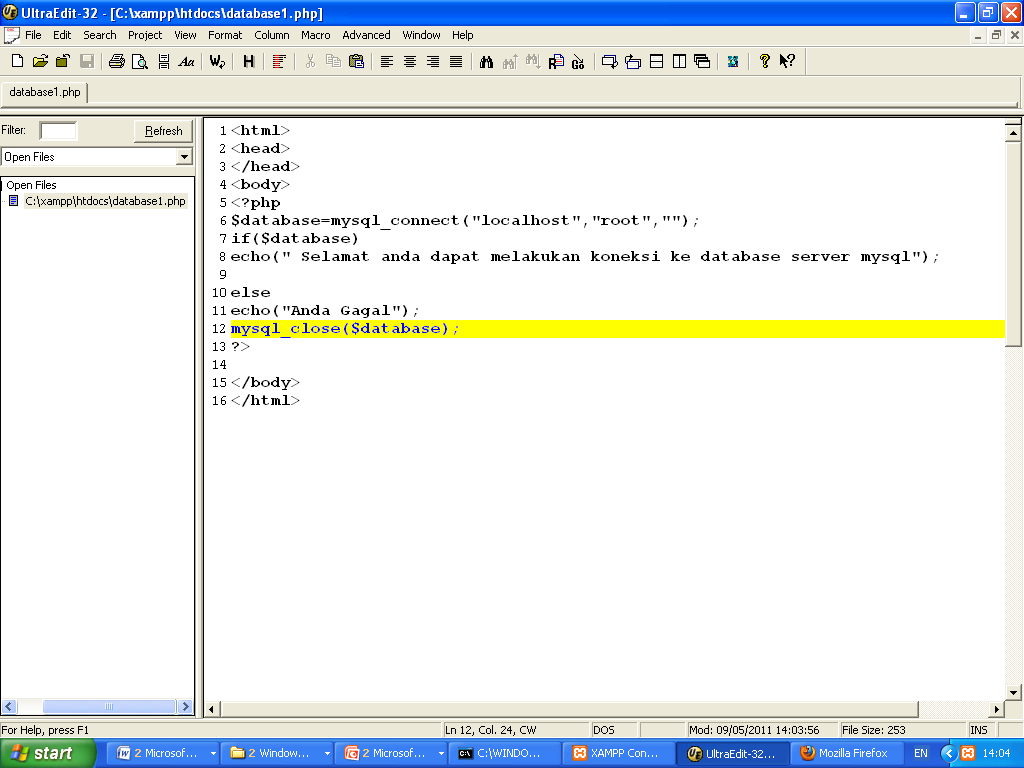 UltraEdit-32 - [C:\xampp\htdocs\database1.php]
File Edit Search Project View Format Column Macro Advanced Window Help
database1.php
Filter: Refresh
Open Files
Open Files
C:\xampp\htdocs\database1.php
1 <html>
2 <head>
3 </head>
4 <body>
5 <?php
6 $database=mysql_connect("localhost","root","");
7 if($database)
8 echo(" Selamat anda dapat melakukan koneksi ke database server mysql");
9
10 else
11 echo("Anda Gagal");
12 mysql_close($database);
13 ?>
14
15 </body>
16 </html>
For Help, press F1 Ln 12, Col. 24, CW DOS Mod: 09/05/2011 14:03:56 File Size: 253 INS
start 2 Microsof... 2 Window... 2 Microsof... C:\WINDO... XAMPP Con... UltraEdit-32... Mozilla Firefox EN 14:04